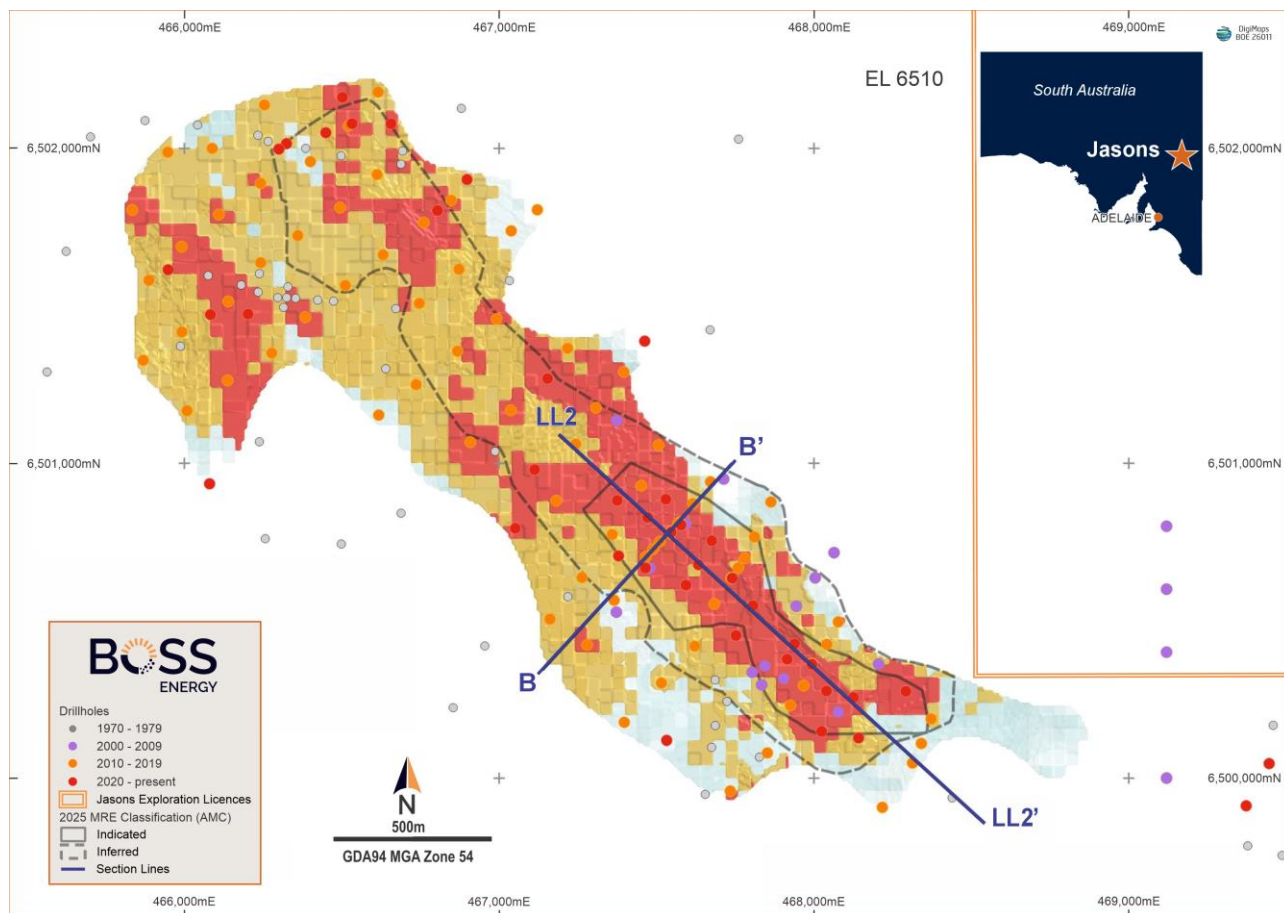 466,000mE
467,000mE
468,000mE
469,000mE
DigiMaps
BOE 26011
EL 6510
South Australia
Jasons
ADELAIDE
6,502,000mN
6,502,000mN
LL2
B'
6,501,000mN
6,501,000mN
B
LL2'
6,500,000mN
6,500,000mN
BOSS
ENERGY
Drillholes
1970 - 1979
2000 - 2009
2010 - 2019
2020 - present
Jasons Exploration Licences
2025 MRE Classification (AMC)
Indicated
Inferred
Section Lines
N
500m
GDA94 MGA Zone 54
466,000mE
467,000mE
468,000mE
469,000mE